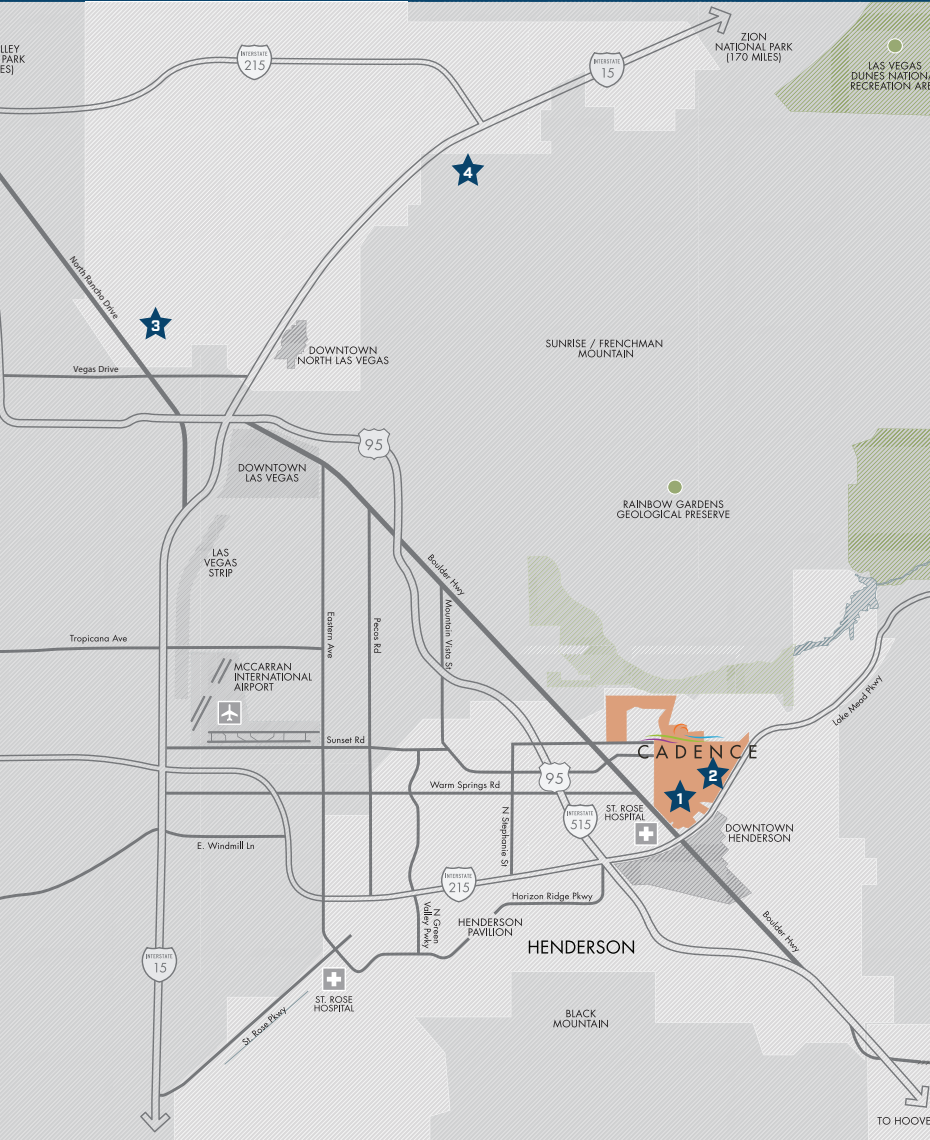 LLEY
PARK
ES)
INTERSTATE
215
INTERSTATE
15
ZION
NATIONAL PARK
(170 MILES)
LAS VEGAS
DUNES NATIONA
RECREATION ARE
4
North Rancho Drive
3
DOWNTOWN
NORTH LAS VEGAS
SUNRISE / FRENCHMAN
MOUNTAIN
Vegas Drive
95
DOWNTOWN
LAS VEGAS
RAINBOW GARDENS
GEOLOGICAL PRESERVE
LAS
VEGAS
STRIP
Boulder Hwy
Eastern Ave
Pecos Rd
Mountain Vista St
Tropicana Ave
MCCARRAN
INTERNATIONAL
AIRPORT
Lake Mead Pkwy
Sunset Rd
CADENCE
2
95
Warm Springs Rd
1
ST. ROSE
HOSPITAL
INTERSTATE
515
N Stephanie St
DOWNTOWN
HENDERSON
E. Windmill Ln
INTERSTATE
215
Horizon Ridge Pkwy
N Green
Valley Pwky
HENDERSON
PAVILION
Boulder Hwy
HENDERSON
INTERSTATE
15
ST. ROSE
HOSPITAL
St. Rose Pkwy
BLACK
MOUNTAIN
TO HOOVE